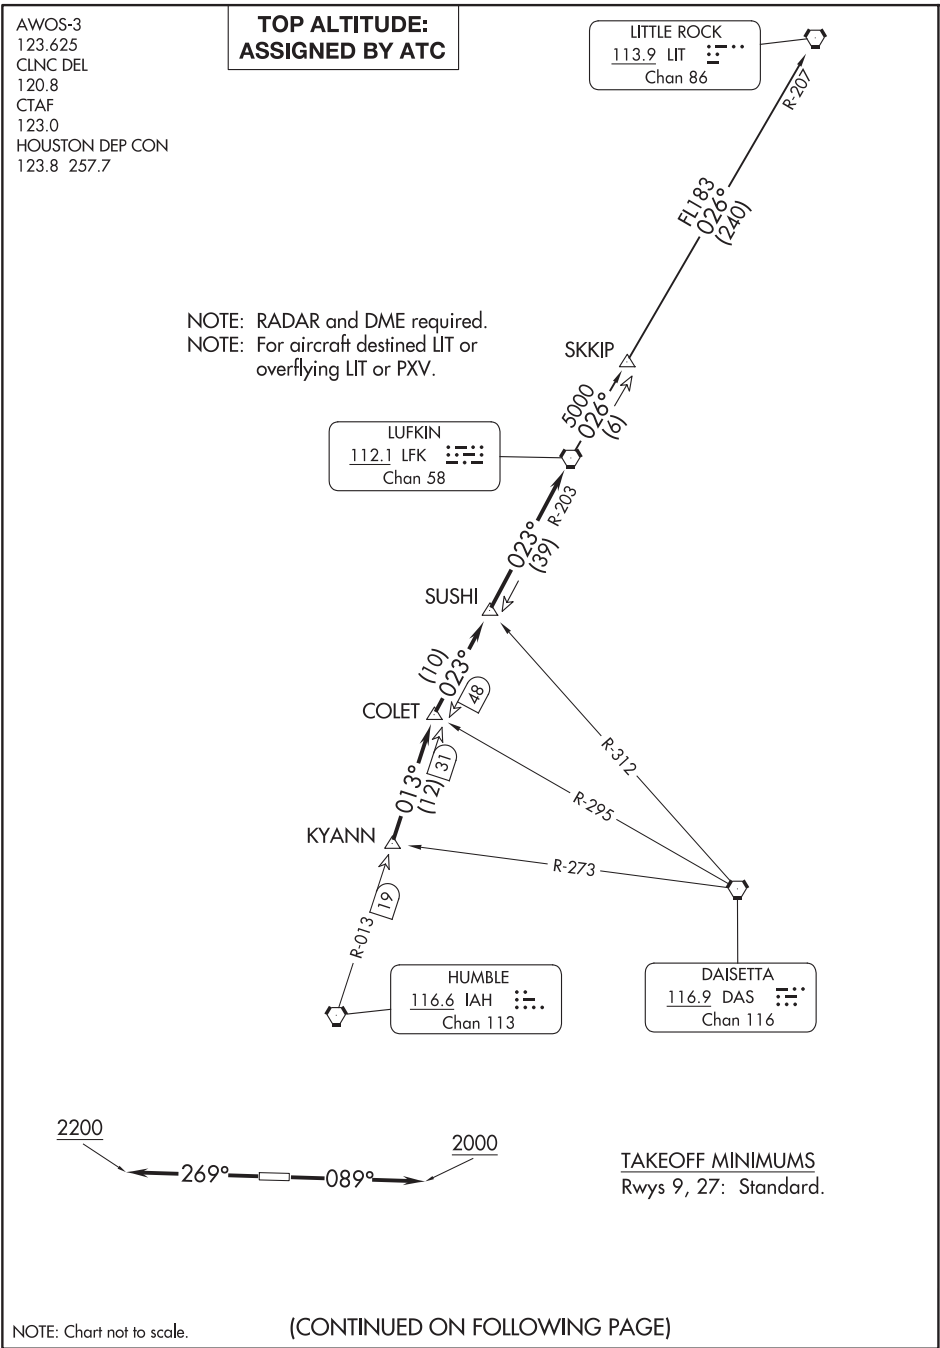 AWOS-3
123.625
CLNC DEL
120.8
CTAF
123.0
HOUSTON DEP CON
123.8 257.7
TOP ALTITUDE:
ASSIGNED BY ATC
LITTLE ROCK
113.9 LIT
Chan 86
R-207
FL183
026°
(240)
NOTE: RADAR and DME required.
NOTE: For aircraft destined LIT or
overflying LIT or PXV.
SKKIP
5000
026°
(6)
LUFKIN
112.1 LFK
Chan 58
R-203
023°
(39)
SUSHI
(10)
023°
48
COLET
R-312
31
013°
(12)
R-295
KYANN
R-273
19
R-013
HUMBLE
116.6 IAH
Chan 113
DAISETTA
116.9 DAS
Chan 116
2200
269°
089°
2000
TAKEOFF MINIMUMS
Rwys 9, 27: Standard.
NOTE: Chart not to scale.
(CONTINUED ON FOLLOWING PAGE)